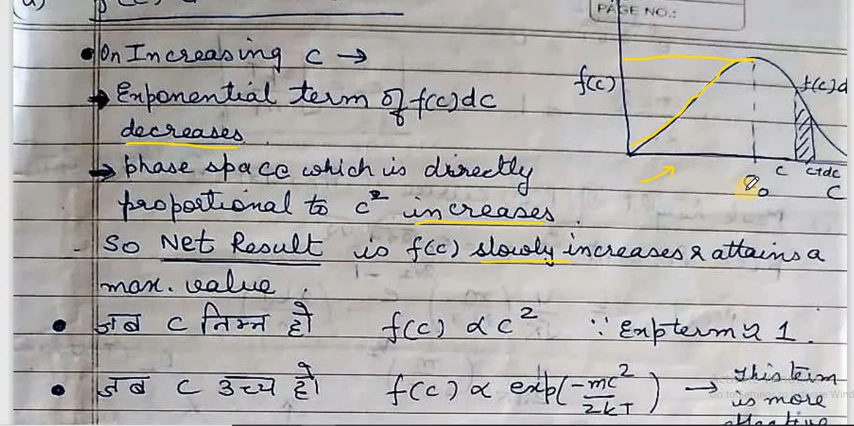 PAGE NO.:
• On Increasing c →
→ Exponential term of f(c)dc
decreases.
→ phase space which is directly
proportional to c² increases.
So Net Result is f(c) slowly increases & attains a
max. value.
• जब c निम्न हो f(c) ∝ c² ∵ Exp term ≈ 1.
• जब c उच्च हो f(c) ∝ exp(-mc²/2kT) → This term
is more
f(c)
f(c)d
c c+dc
c